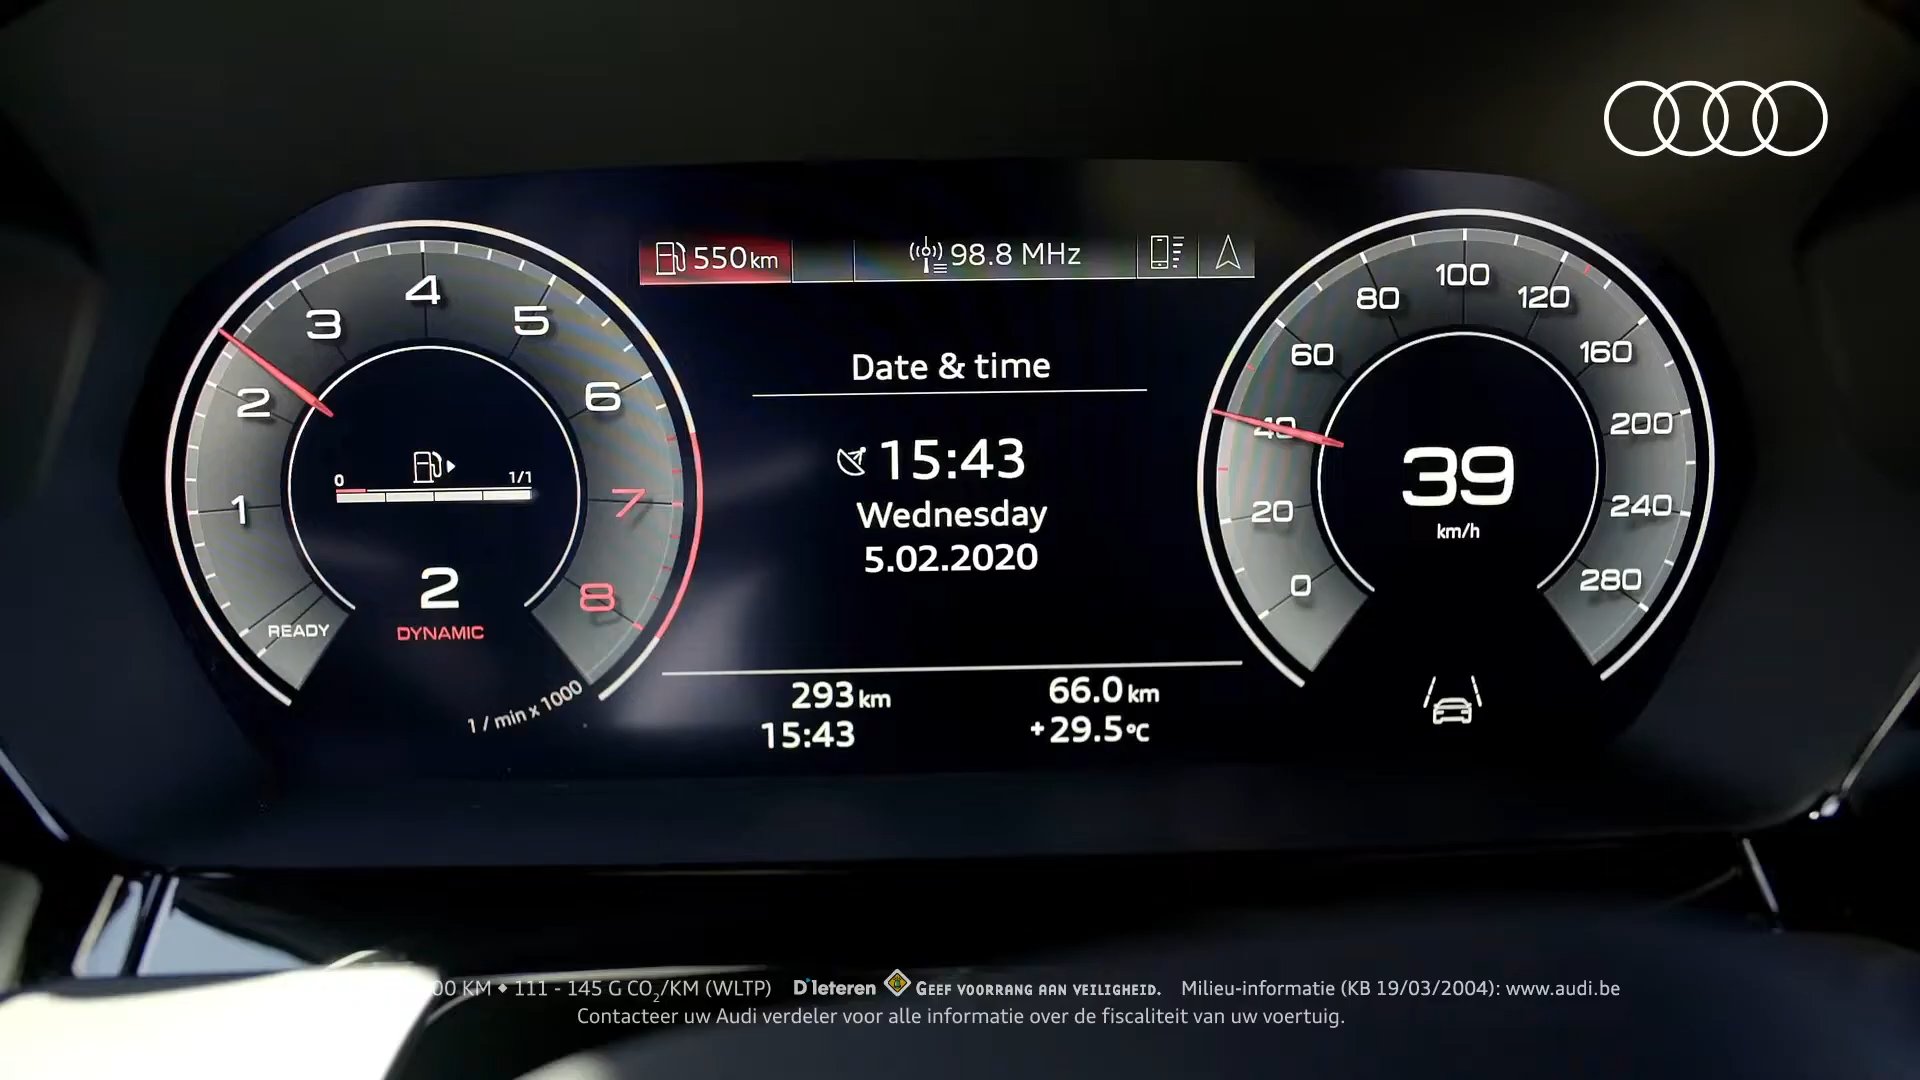 550 km
98.8 MHz
1
2
3
4
5
6
7
8
0
1/1
2
READY
DYNAMIC
1 / min x 1000
Date & time
15:43
Wednesday
5.02.2020
293 km
66.0 km
15:43
+29.5 °C
0
20
40
60
80
100
120
160
200
240
280
39
km/h
00 KM ◆ 111 - 145 G CO₂/KM (WLTP) D'Ieteren GEEF VOORRANG AAN VEILIGHEID. Milieu-informatie (KB 19/03/2004): www.audi.be
Contacteer uw Audi verdeler voor alle informatie over de fiscaliteit van uw voertuig.